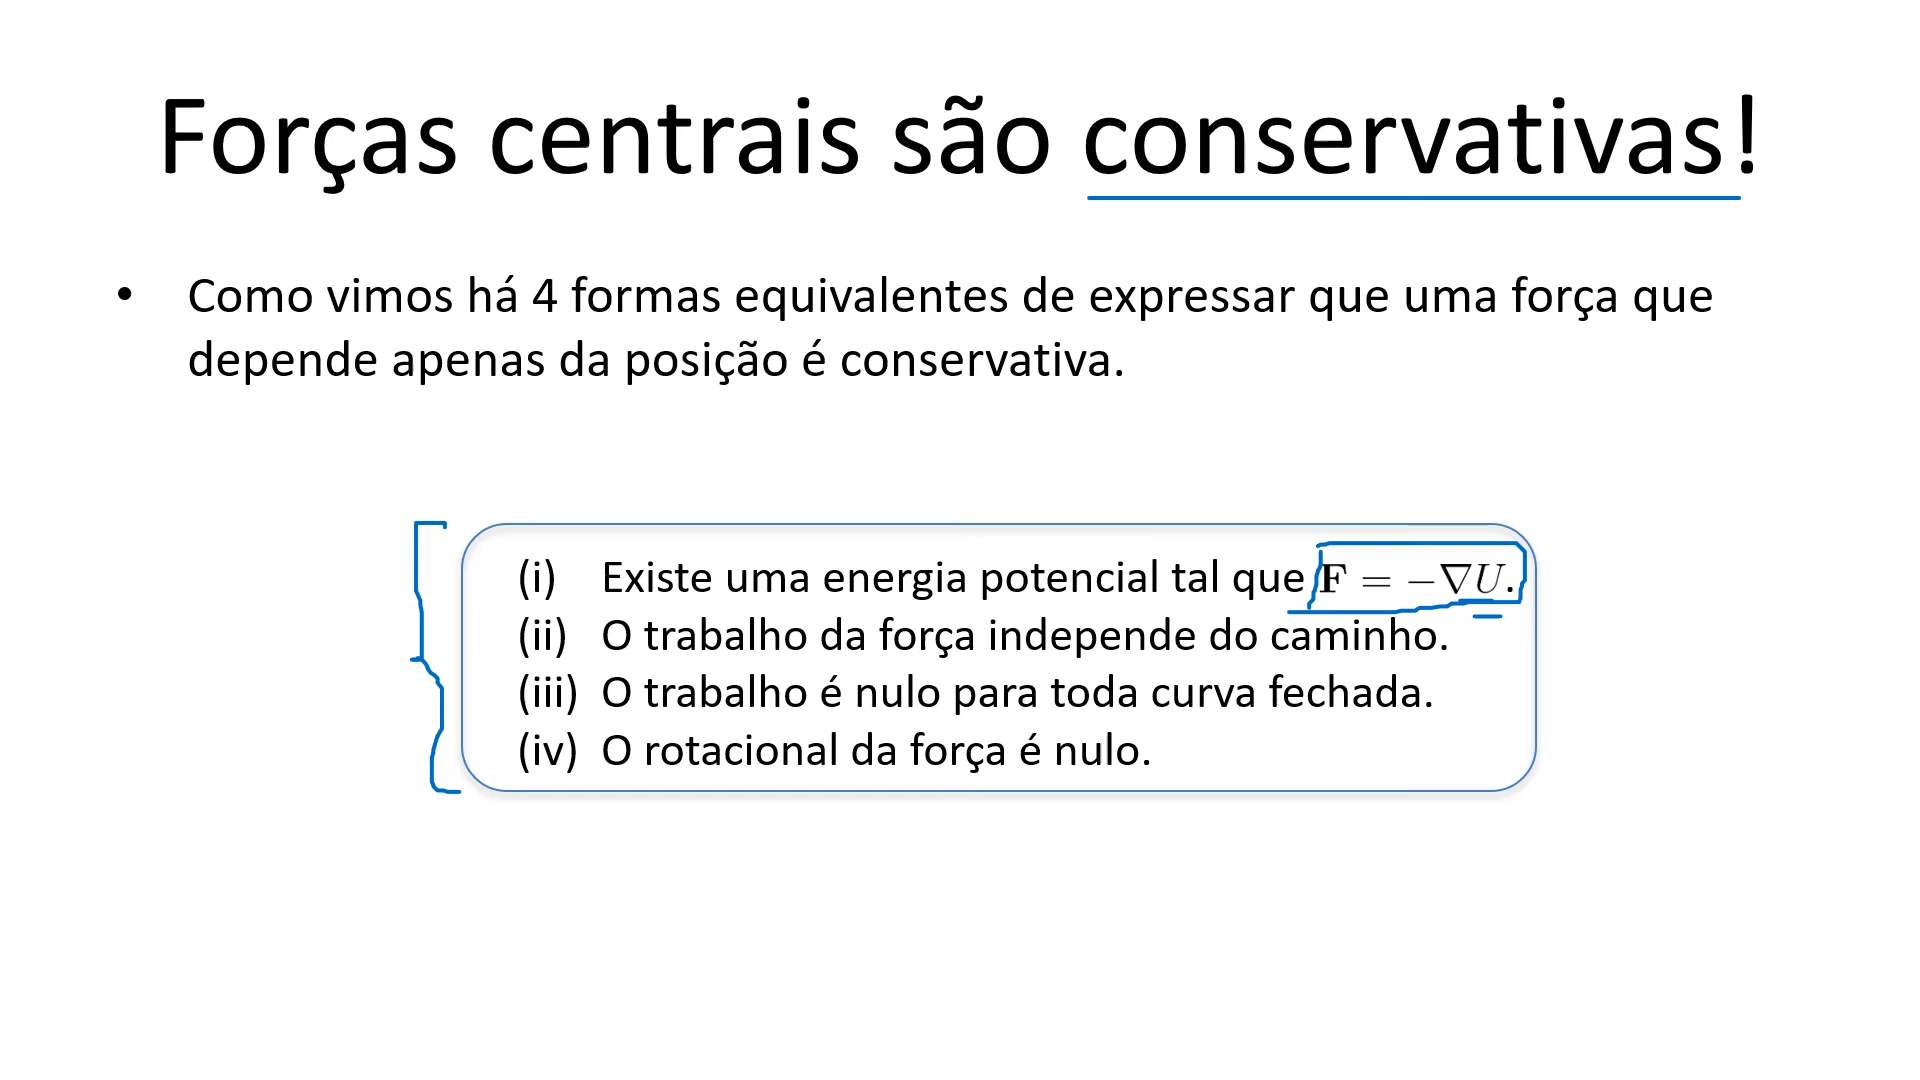 Forças centrais são conservativas!
• Como vimos há 4 formas equivalentes de expressar que uma força que
depende apenas da posição é conservativa.
(i) Existe uma energia potencial tal que F = −∇U.
(ii) O trabalho da força independe do caminho.
(iii) O trabalho é nulo para toda curva fechada.
(iv) O rotacional da força é nulo.